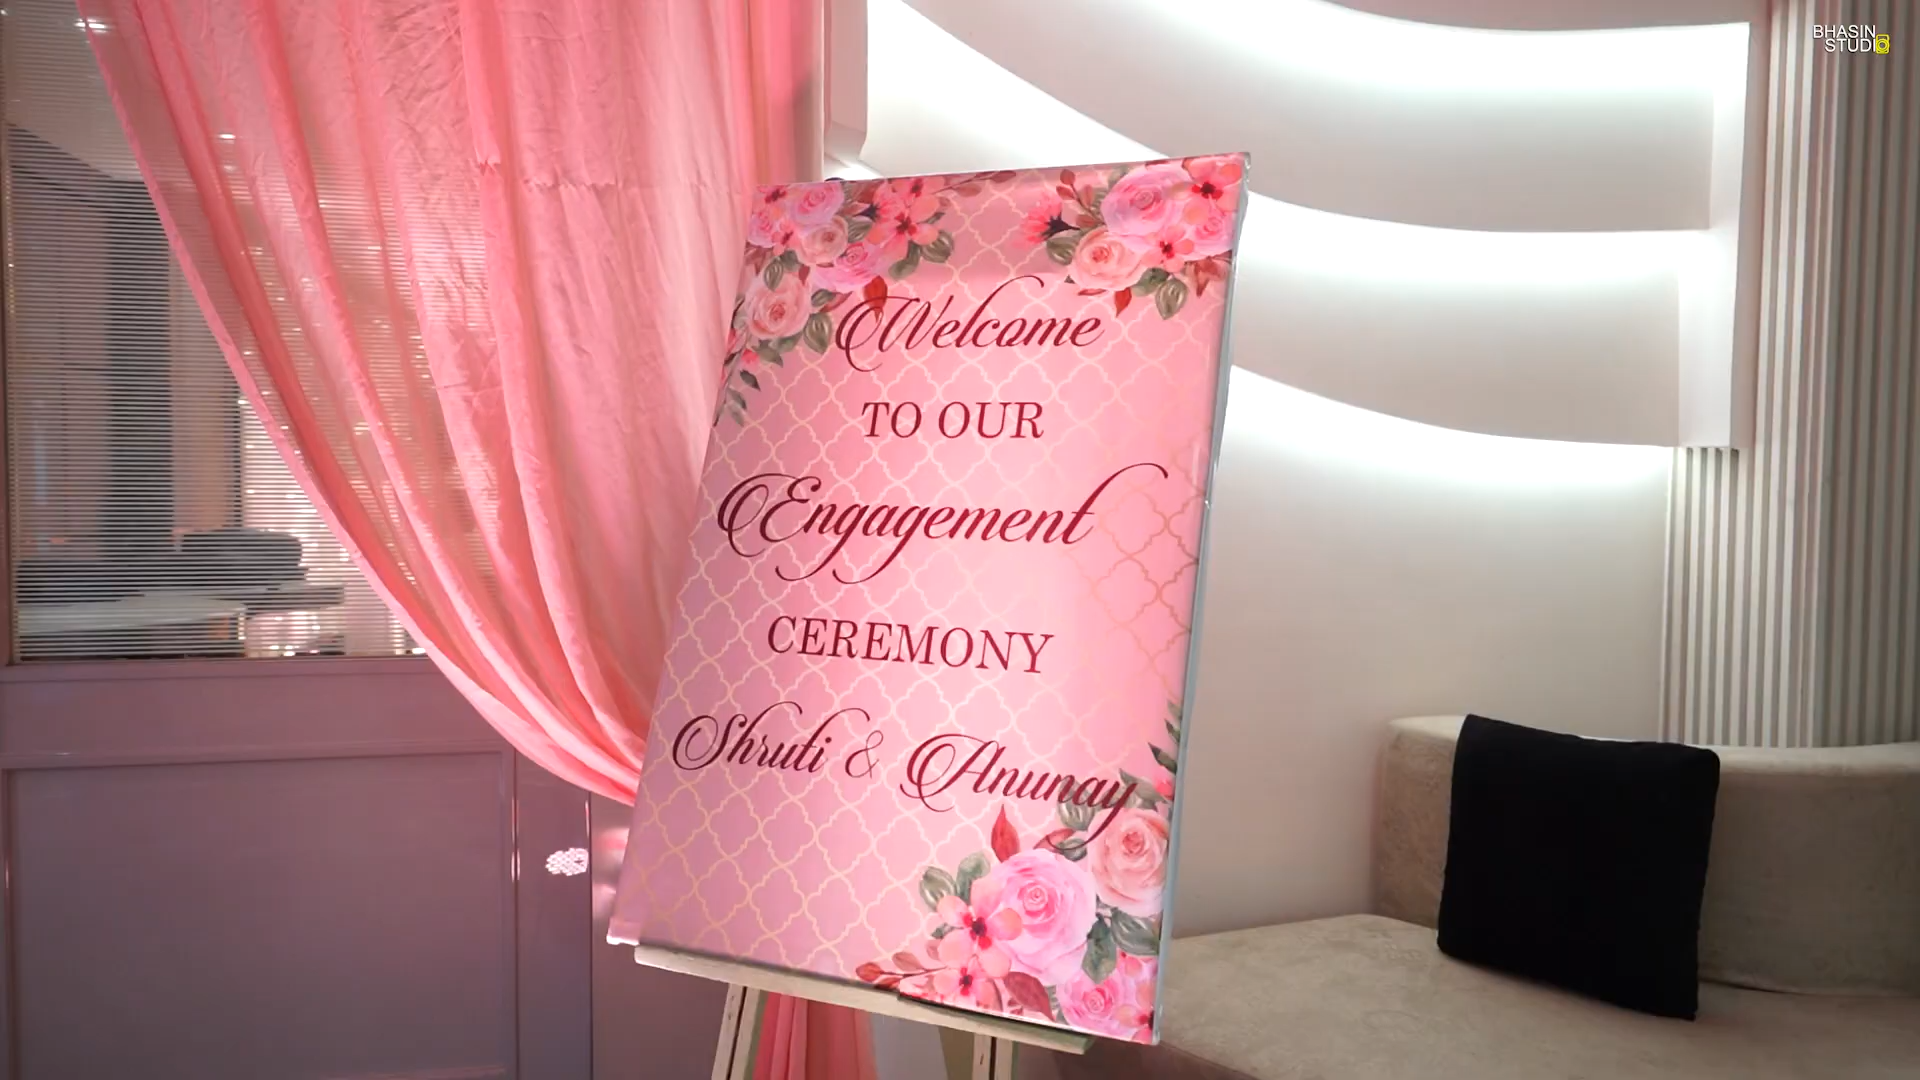 BHASIN
STUDIO
Welcome
TO OUR
Engagement
CEREMONY
Shruti & Anunay